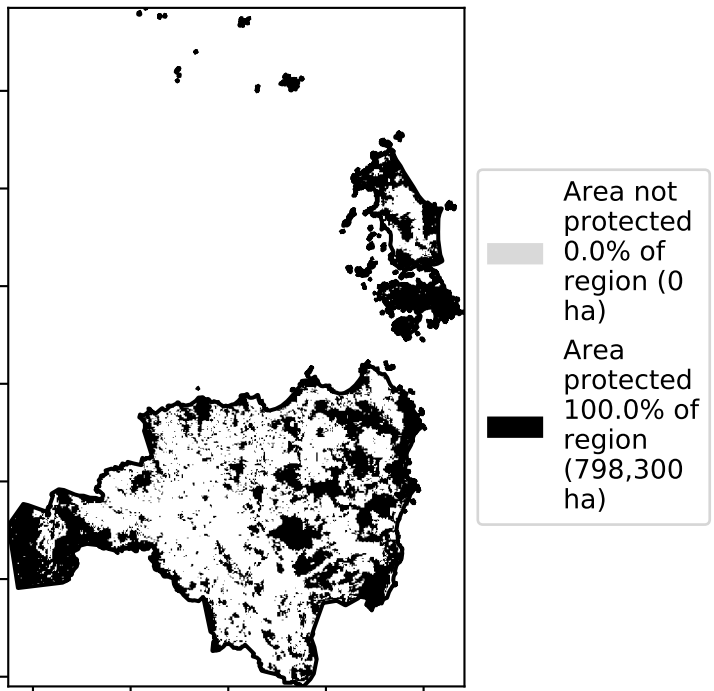 Area not
protected
0.0% of
region (0
ha)
Area
protected
100.0% of
region
(798,300
ha)